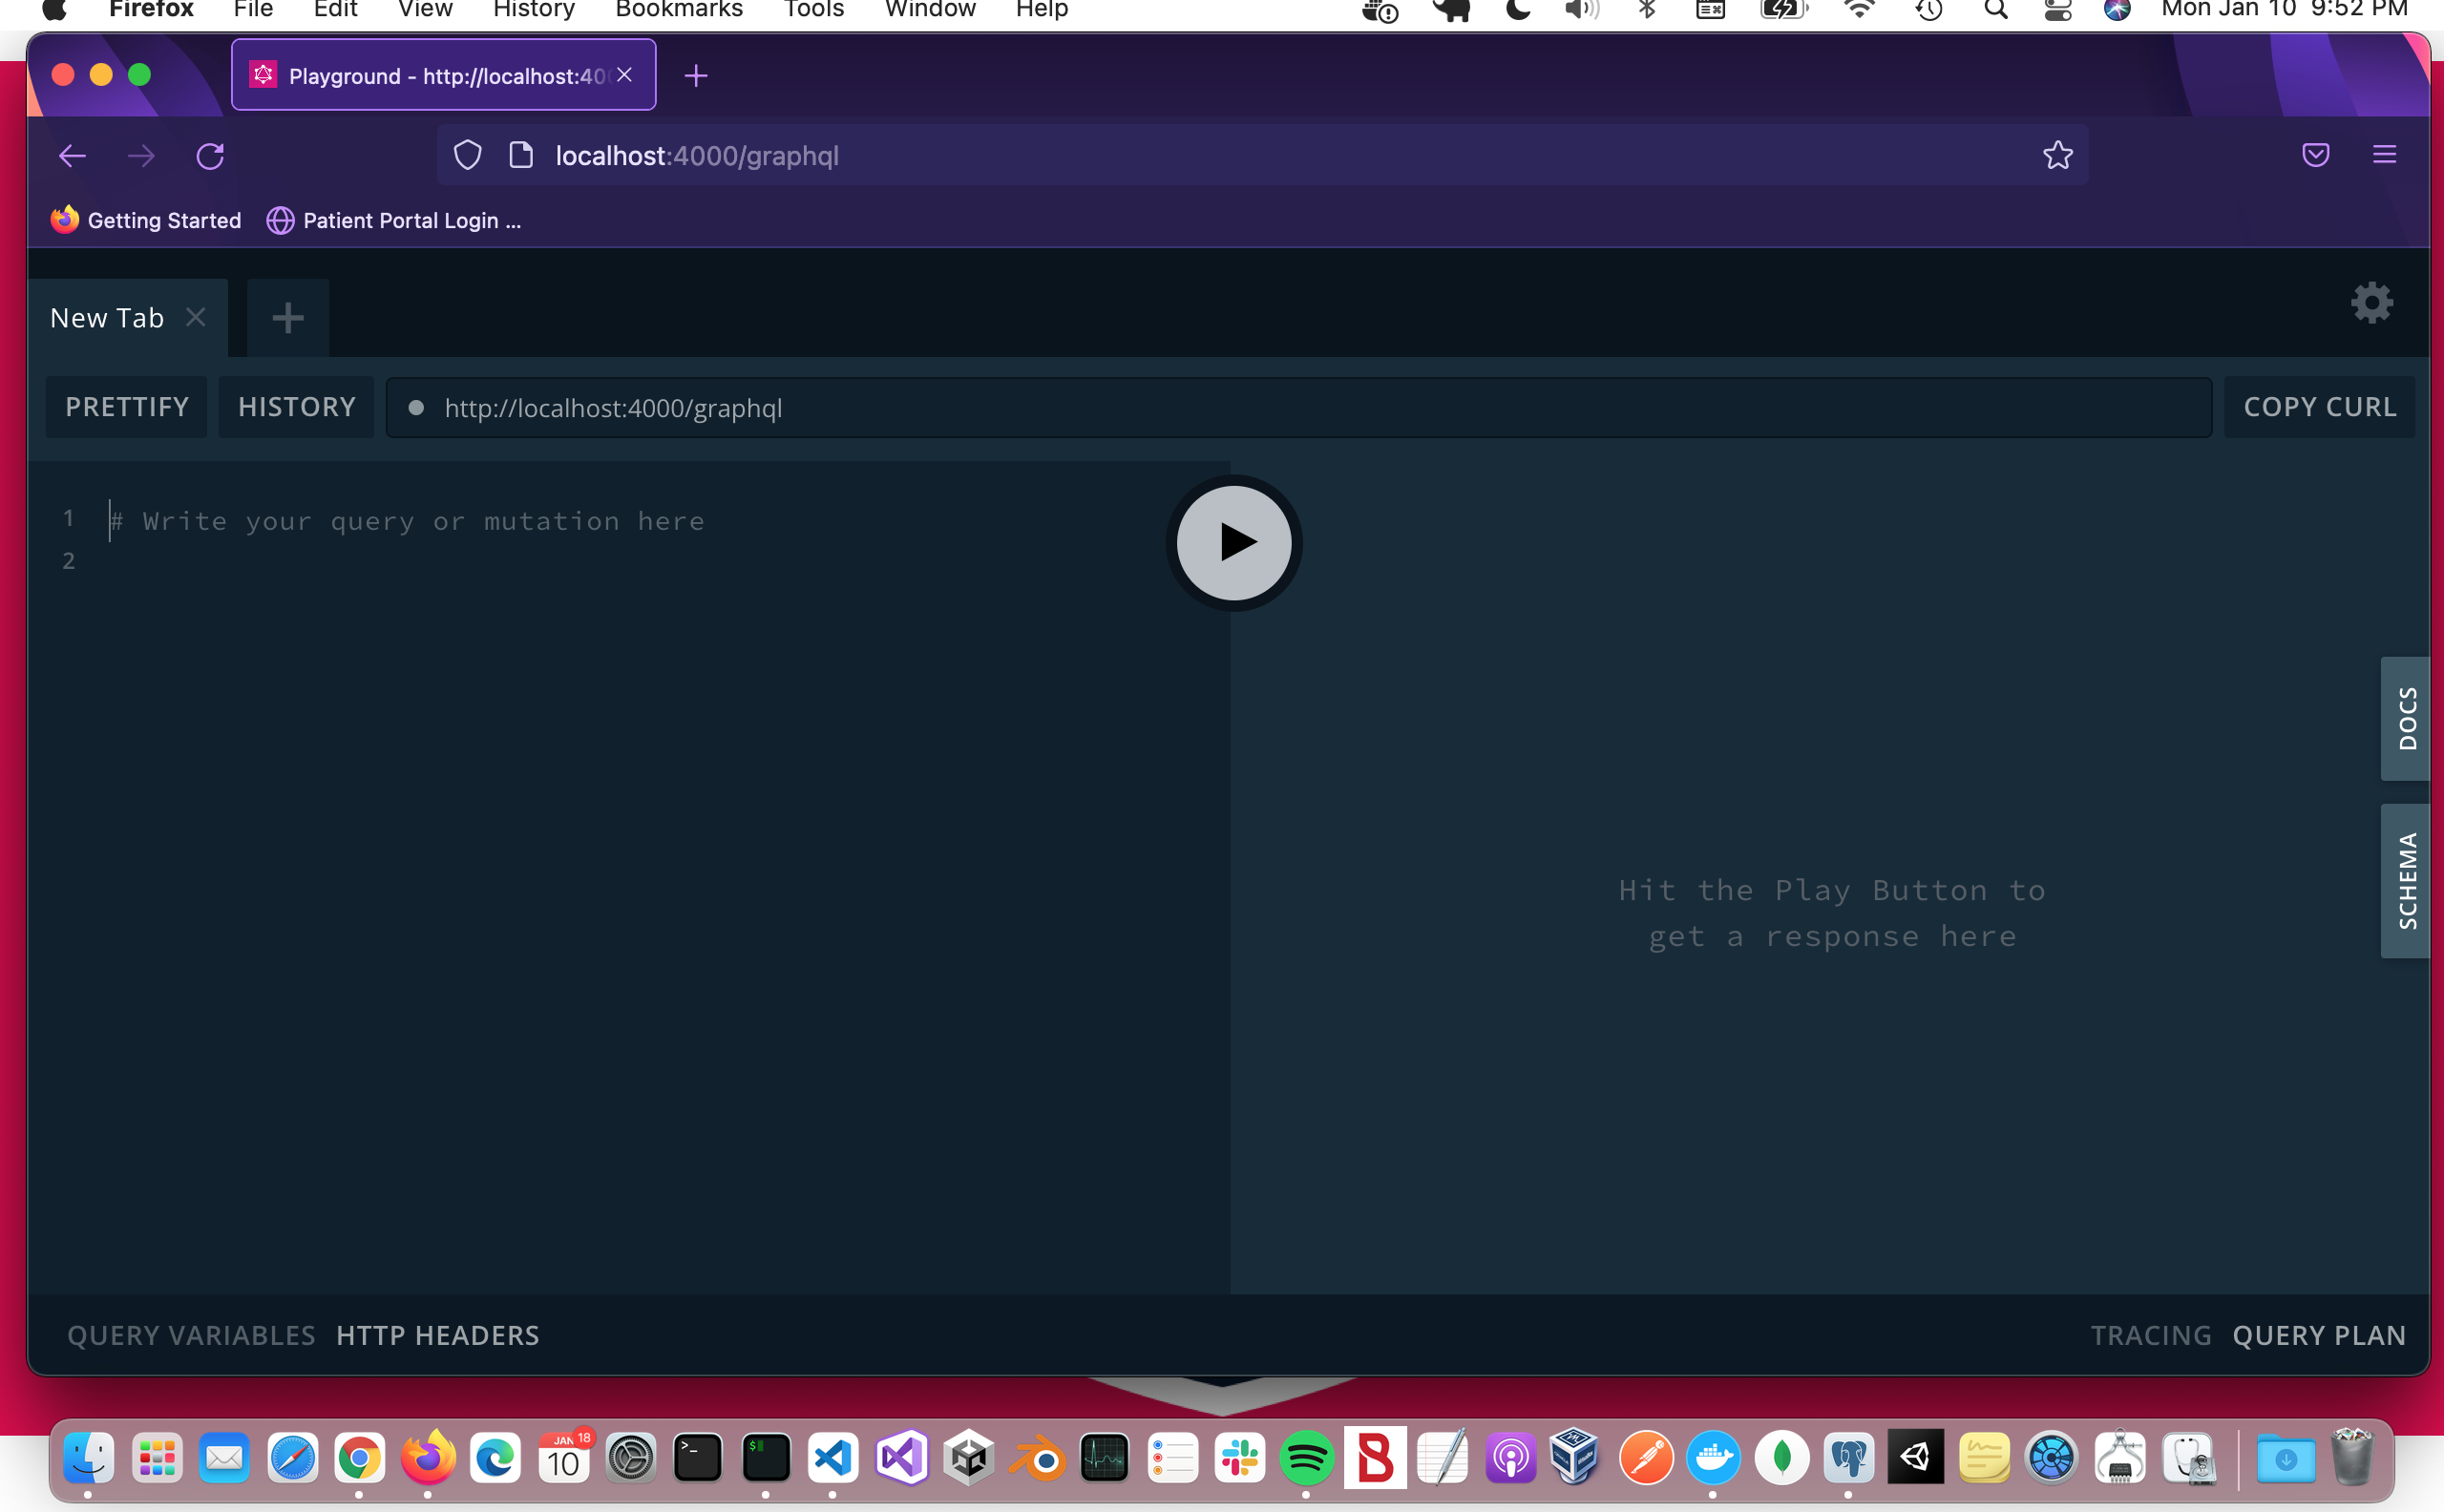 Firefox File Edit View History Bookmarks Tools Window Help Mon Jan 10 9:52 PM
Playground - http://localhost:40
localhost:4000/graphql
Getting Started Patient Portal Login ...
New Tab
PRETTIFY HISTORY http://localhost:4000/graphql COPY CURL
1 # Write your query or mutation here
2
DOCS
SCHEMA
Hit the Play Button to
get a response here
QUERY VARIABLES HTTP HEADERS TRACING QUERY PLAN
JAN 18
10